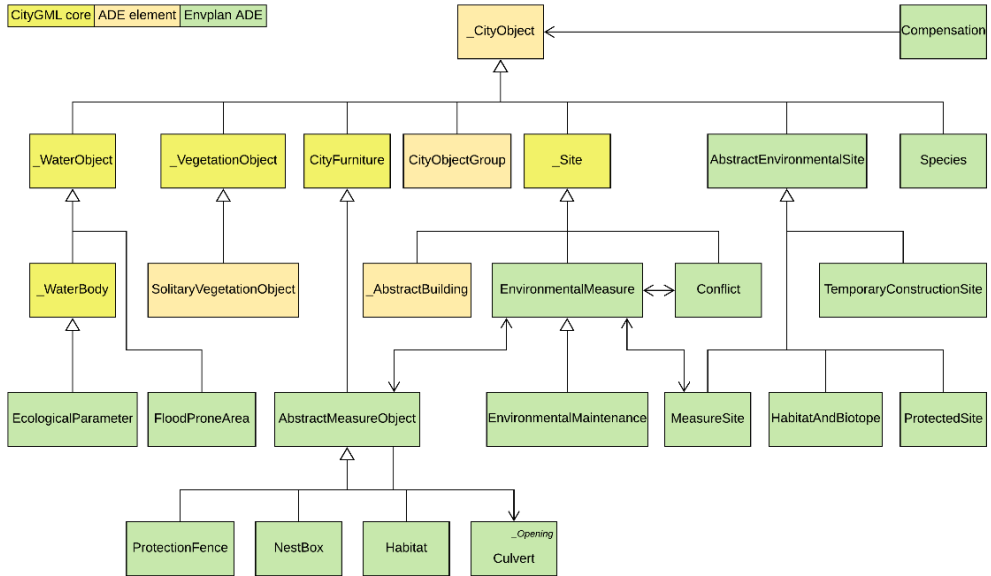 CityGML core ADE element Envplan ADE
_CityObject
Compensation
_WaterObject
_VegetationObject
CityFurniture
CityObjectGroup
_Site
AbstractEnvironmentalSite
Species
_WaterBody
SolitaryVegetationObject
_AbstractBuilding
EnvironmentalMeasure
Conflict
TemporaryConstructionSite
EcologicalParameter
FloodProneArea
AbstractMeasureObject
EnvironmentalMaintenance
MeasureSite
HabitatAndBiotope
ProtectedSite
ProtectionFence
NestBox
Habitat
_Opening
Culvert